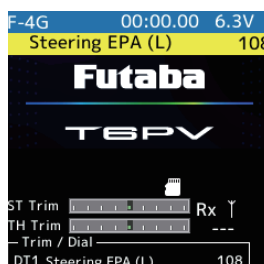 F-4G 00:00.00 6.3V
Steering EPA (L) 108
Futaba
T6PV
ST Trim Rx
TH Trim ---
Trim / Dial
DT1 Steering EPA (L) 108